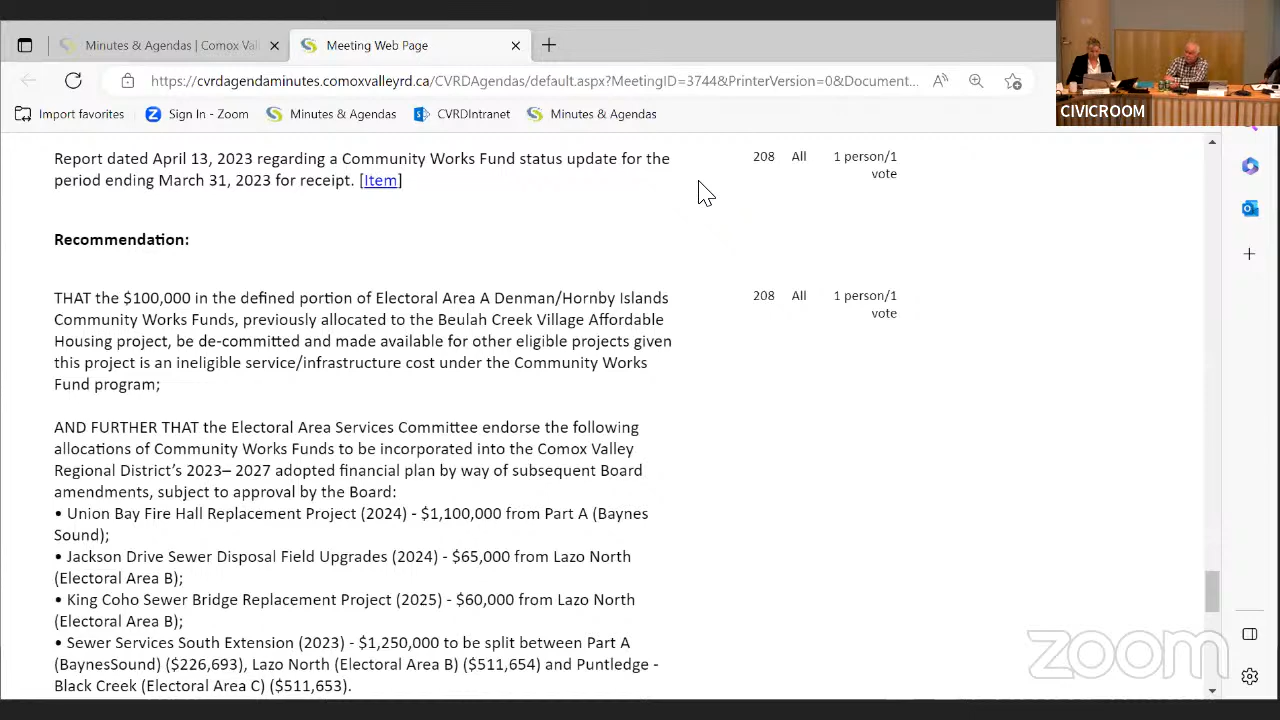 Minutes & Agendas | Comox Val
Meeting Web Page
https://cvrdagendaminutes.comoxvalleyrd.ca/CVRDAgendas/default.aspx?MeetingID=3744&PrinterVersion=0&Document...
CIVICROOM
Import favorites
Sign In - Zoom
Minutes & Agendas
CVRDIntranet
Minutes & Agendas
Report dated April 13, 2023 regarding a Community Works Fund status update for the
period ending March 31, 2023 for receipt. [Item]
208 All 1 person/1
vote
Recommendation:
THAT the $100,000 in the defined portion of Electoral Area A Denman/Hornby Islands
Community Works Funds, previously allocated to the Beulah Creek Village Affordable
Housing project, be de-committed and made available for other eligible projects given
this project is an ineligible service/infrastructure cost under the Community Works
Fund program;
208 All 1 person/1
vote
AND FURTHER THAT the Electoral Area Services Committee endorse the following
allocations of Community Works Funds to be incorporated into the Comox Valley
Regional District's 2023– 2027 adopted financial plan by way of subsequent Board
amendments, subject to approval by the Board:
• Union Bay Fire Hall Replacement Project (2024) - $1,100,000 from Part A (Baynes
Sound);
• Jackson Drive Sewer Disposal Field Upgrades (2024) - $65,000 from Lazo North
(Electoral Area B);
• King Coho Sewer Bridge Replacement Project (2025) - $60,000 from Lazo North
(Electoral Area B);
• Sewer Services South Extension (2023) - $1,250,000 to be split between Part A
(BaynesSound) ($226,693), Lazo North (Electoral Area B) ($511,654) and Puntledge -
Black Creek (Electoral Area C) ($511,653).
zoom